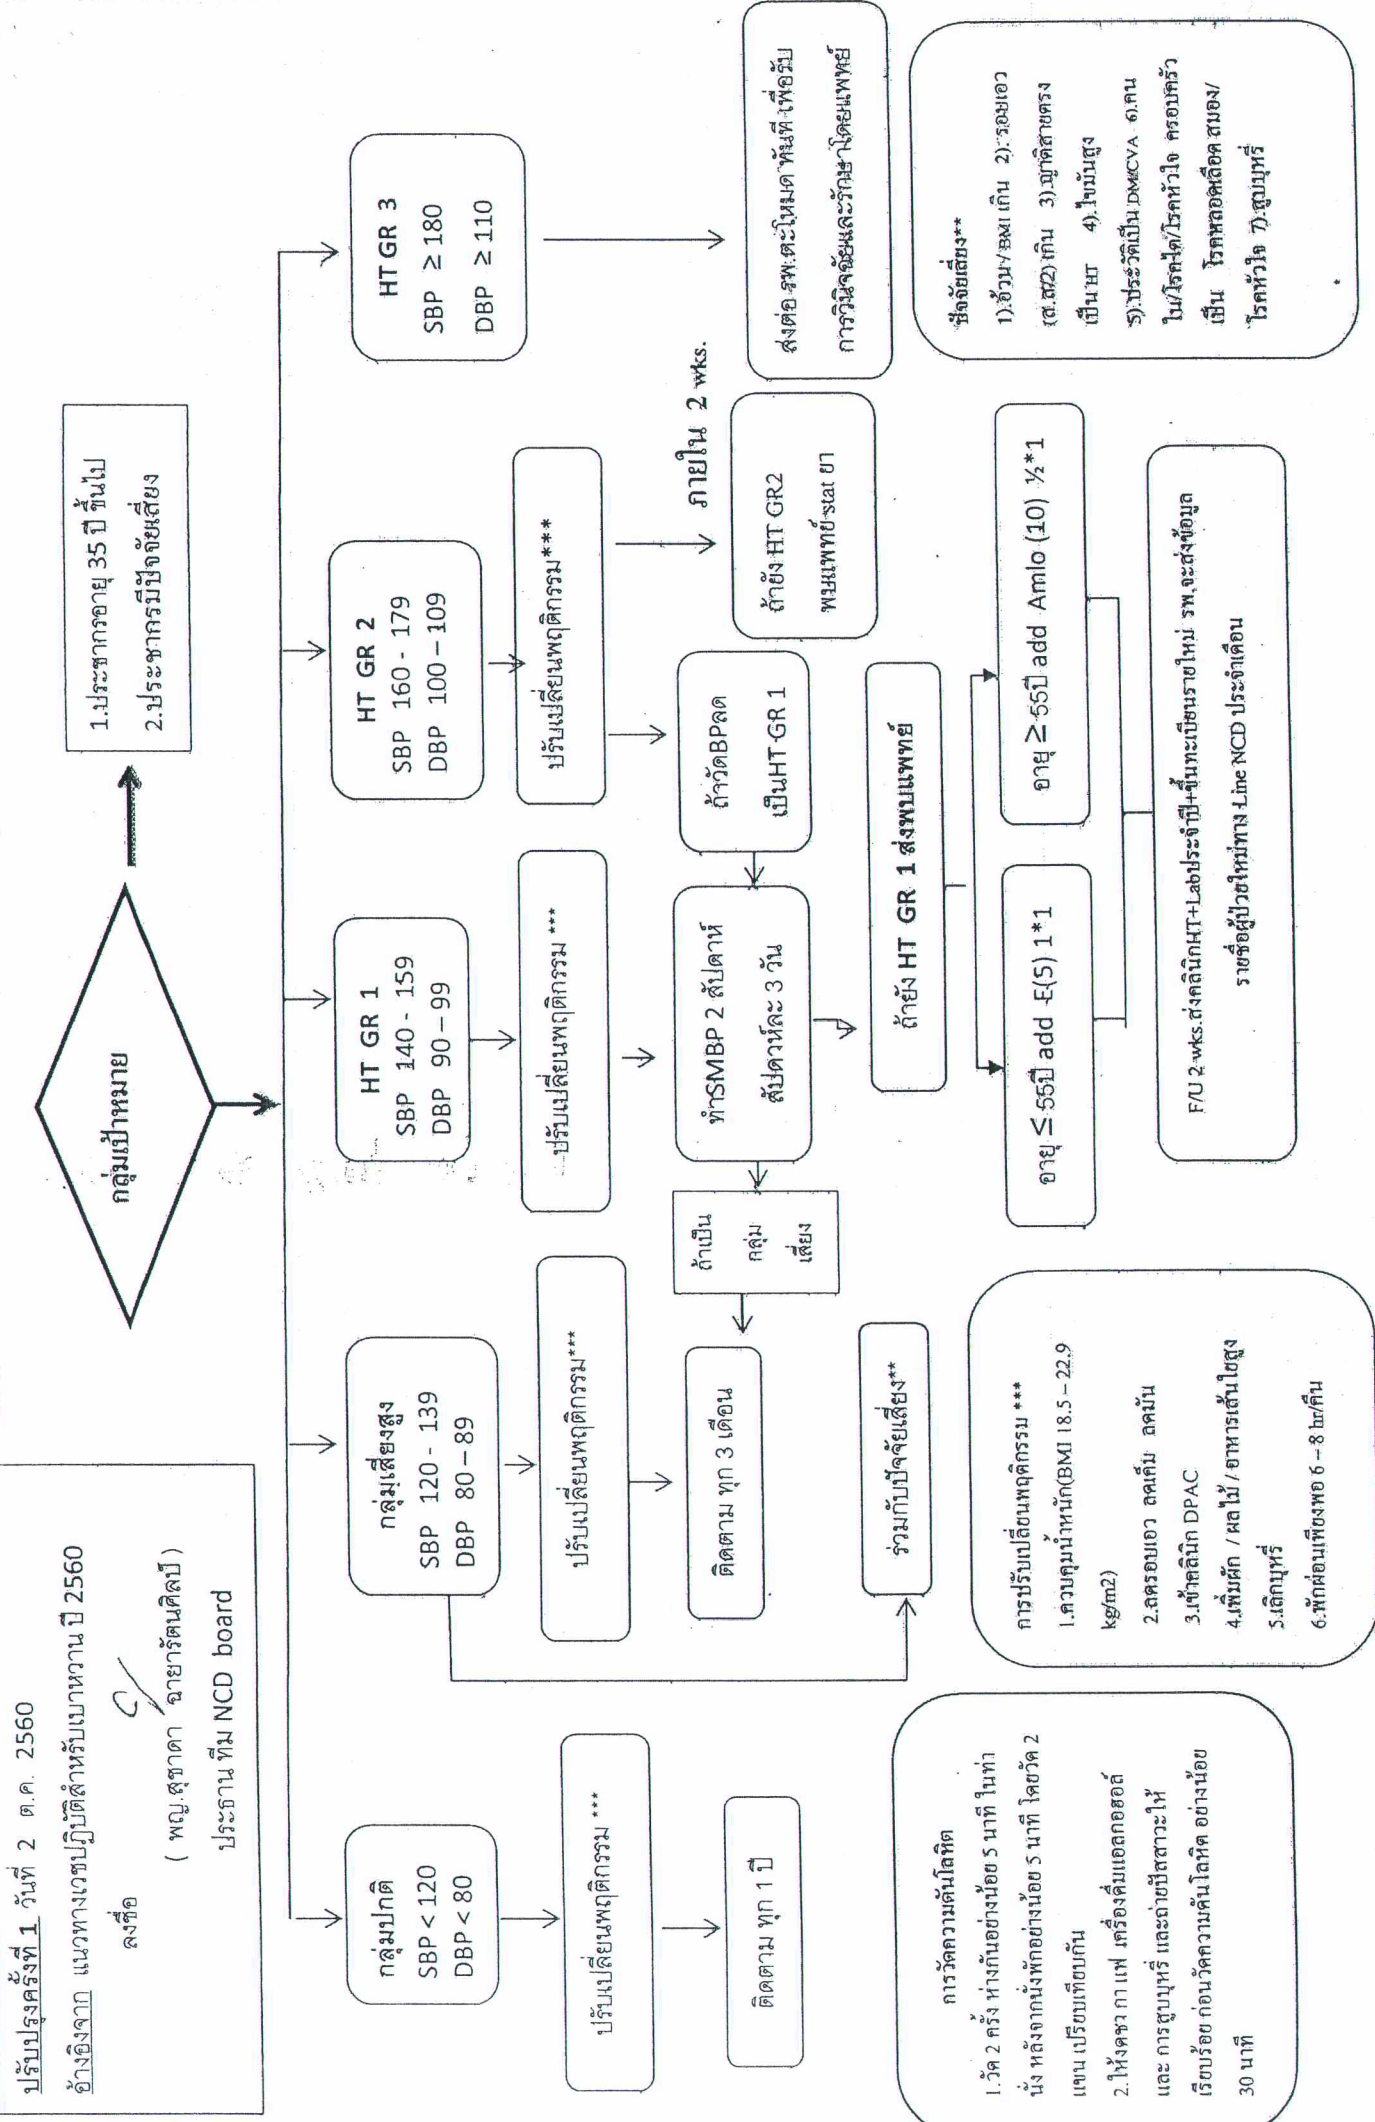 ปรับปรุงครั้งที่ 1 วันที่ 2 ต.ค. 2560
อ้างอิงจาก แนวทางเวชปฏิบัติสำหรับเบาหวาน ปี 2560
ลงชื่อ
( พญ.สุชาดา ฉายารัตนศิลป์ )
ประธาน ทีม NCD board
กลุ่มเป้าหมาย
1.ประชากรอายุ 35 ปี ขึ้นไป
2.ประชากรมีปัจจัยเสี่ยง
กลุ่มปกติ
SBP < 120
DBP < 80
กลุ่มเสี่ยงสูง
SBP 120 - 139
DBP 80 – 89
HT GR 1
SBP 140 - 159
DBP 90 – 99
HT GR 2
SBP 160 - 179
DBP 100 – 109
HT GR 3
SBP ≥ 180
DBP ≥ 110
ปรับเปลี่ยนพฤติกรรม ***
ปรับเปลี่ยนพฤติกรรม***
ปรับเปลี่ยนพฤติกรรม ***
ปรับเปลี่ยนพฤติกรรม***
ติดตาม ทุก 1 ปี
ติดตาม ทุก 3 เดือน
ถ้าเป็น
กลุ่ม
เสี่ยง
ทำSMBP 2 สัปดาห์
สัปดาห์ละ 3 วัน
ถ้าวัดBPลด
เป็นHT GR 1
ภายใน 2 wks.
ถ้ายัง HT GR2
พบแพทย์ stat ยา
ส่งต่อ รพ.ตะโหมด ทันที เพื่อรับ
การวินิจฉัยและรักษาโดยแพทย์
ร่วมกับปัจจัยเสี่ยง**
ถ้ายัง HT GR 1 ส่งพบแพทย์
อายุ ≤ 55ปี add E(5) 1*1
อายุ ≥ 55ปี add Amlo (10) ½*1
F/U 2 wks.ส่งคลินิกHT+Labประจำปี+ขึ้นทะเบียนรายใหม่ รพ.จะส่งข้อมูล
รายชื่อผู้ป่วยใหม่ทาง Line NCD ประจำเดือน
การวัดความดันโลหิต
1.วัด 2 ครั้ง ห่างกันอย่างน้อย 5 นาที ในท่า
นั่ง หลังจากนั่งพักอย่างน้อย 5 นาที โดยวัด 2
แขน เปรียบเทียบกัน
2.ให้งดชา กาแฟ เครื่องดื่มแอลกอฮอล์
และ การสูบบุหรี่ และถ่ายปัสสาวะให้
เรียบร้อย ก่อนวัดความดันโลหิต อย่างน้อย
30 นาที
การปรับเปลี่ยนพฤติกรรม ***
1.ควบคุมน้ำหนัก(BMI 18.5 – 22.9
kg/m2)
2.ลดรอบเอว ลดเค็ม ลดมัน
3.เข้าคลินิก DPAC
4.เพิ่มผัก / ผลไม้ / อาหารเส้นใยสูง
5.เลิกบุหรี่
6.พักผ่อนเพียงพอ 6 – 8 hr/คืน
ปัจจัยเสี่ยง**
1).อ้วน / BMI เกิน 2).รอบเอว
(ส.ส/2) เกิน 3).ญาติสายตรง
เป็น HT 4).ไขมันสูง
5).ประวัติเป็น DM/CVA 6).คน
ใน/โรคไต/โรคหัวใจ ครอบครัว
เป็น โรคหลอดเลือด สมอง/
โรคหัวใจ 7).สูบบุหรี่